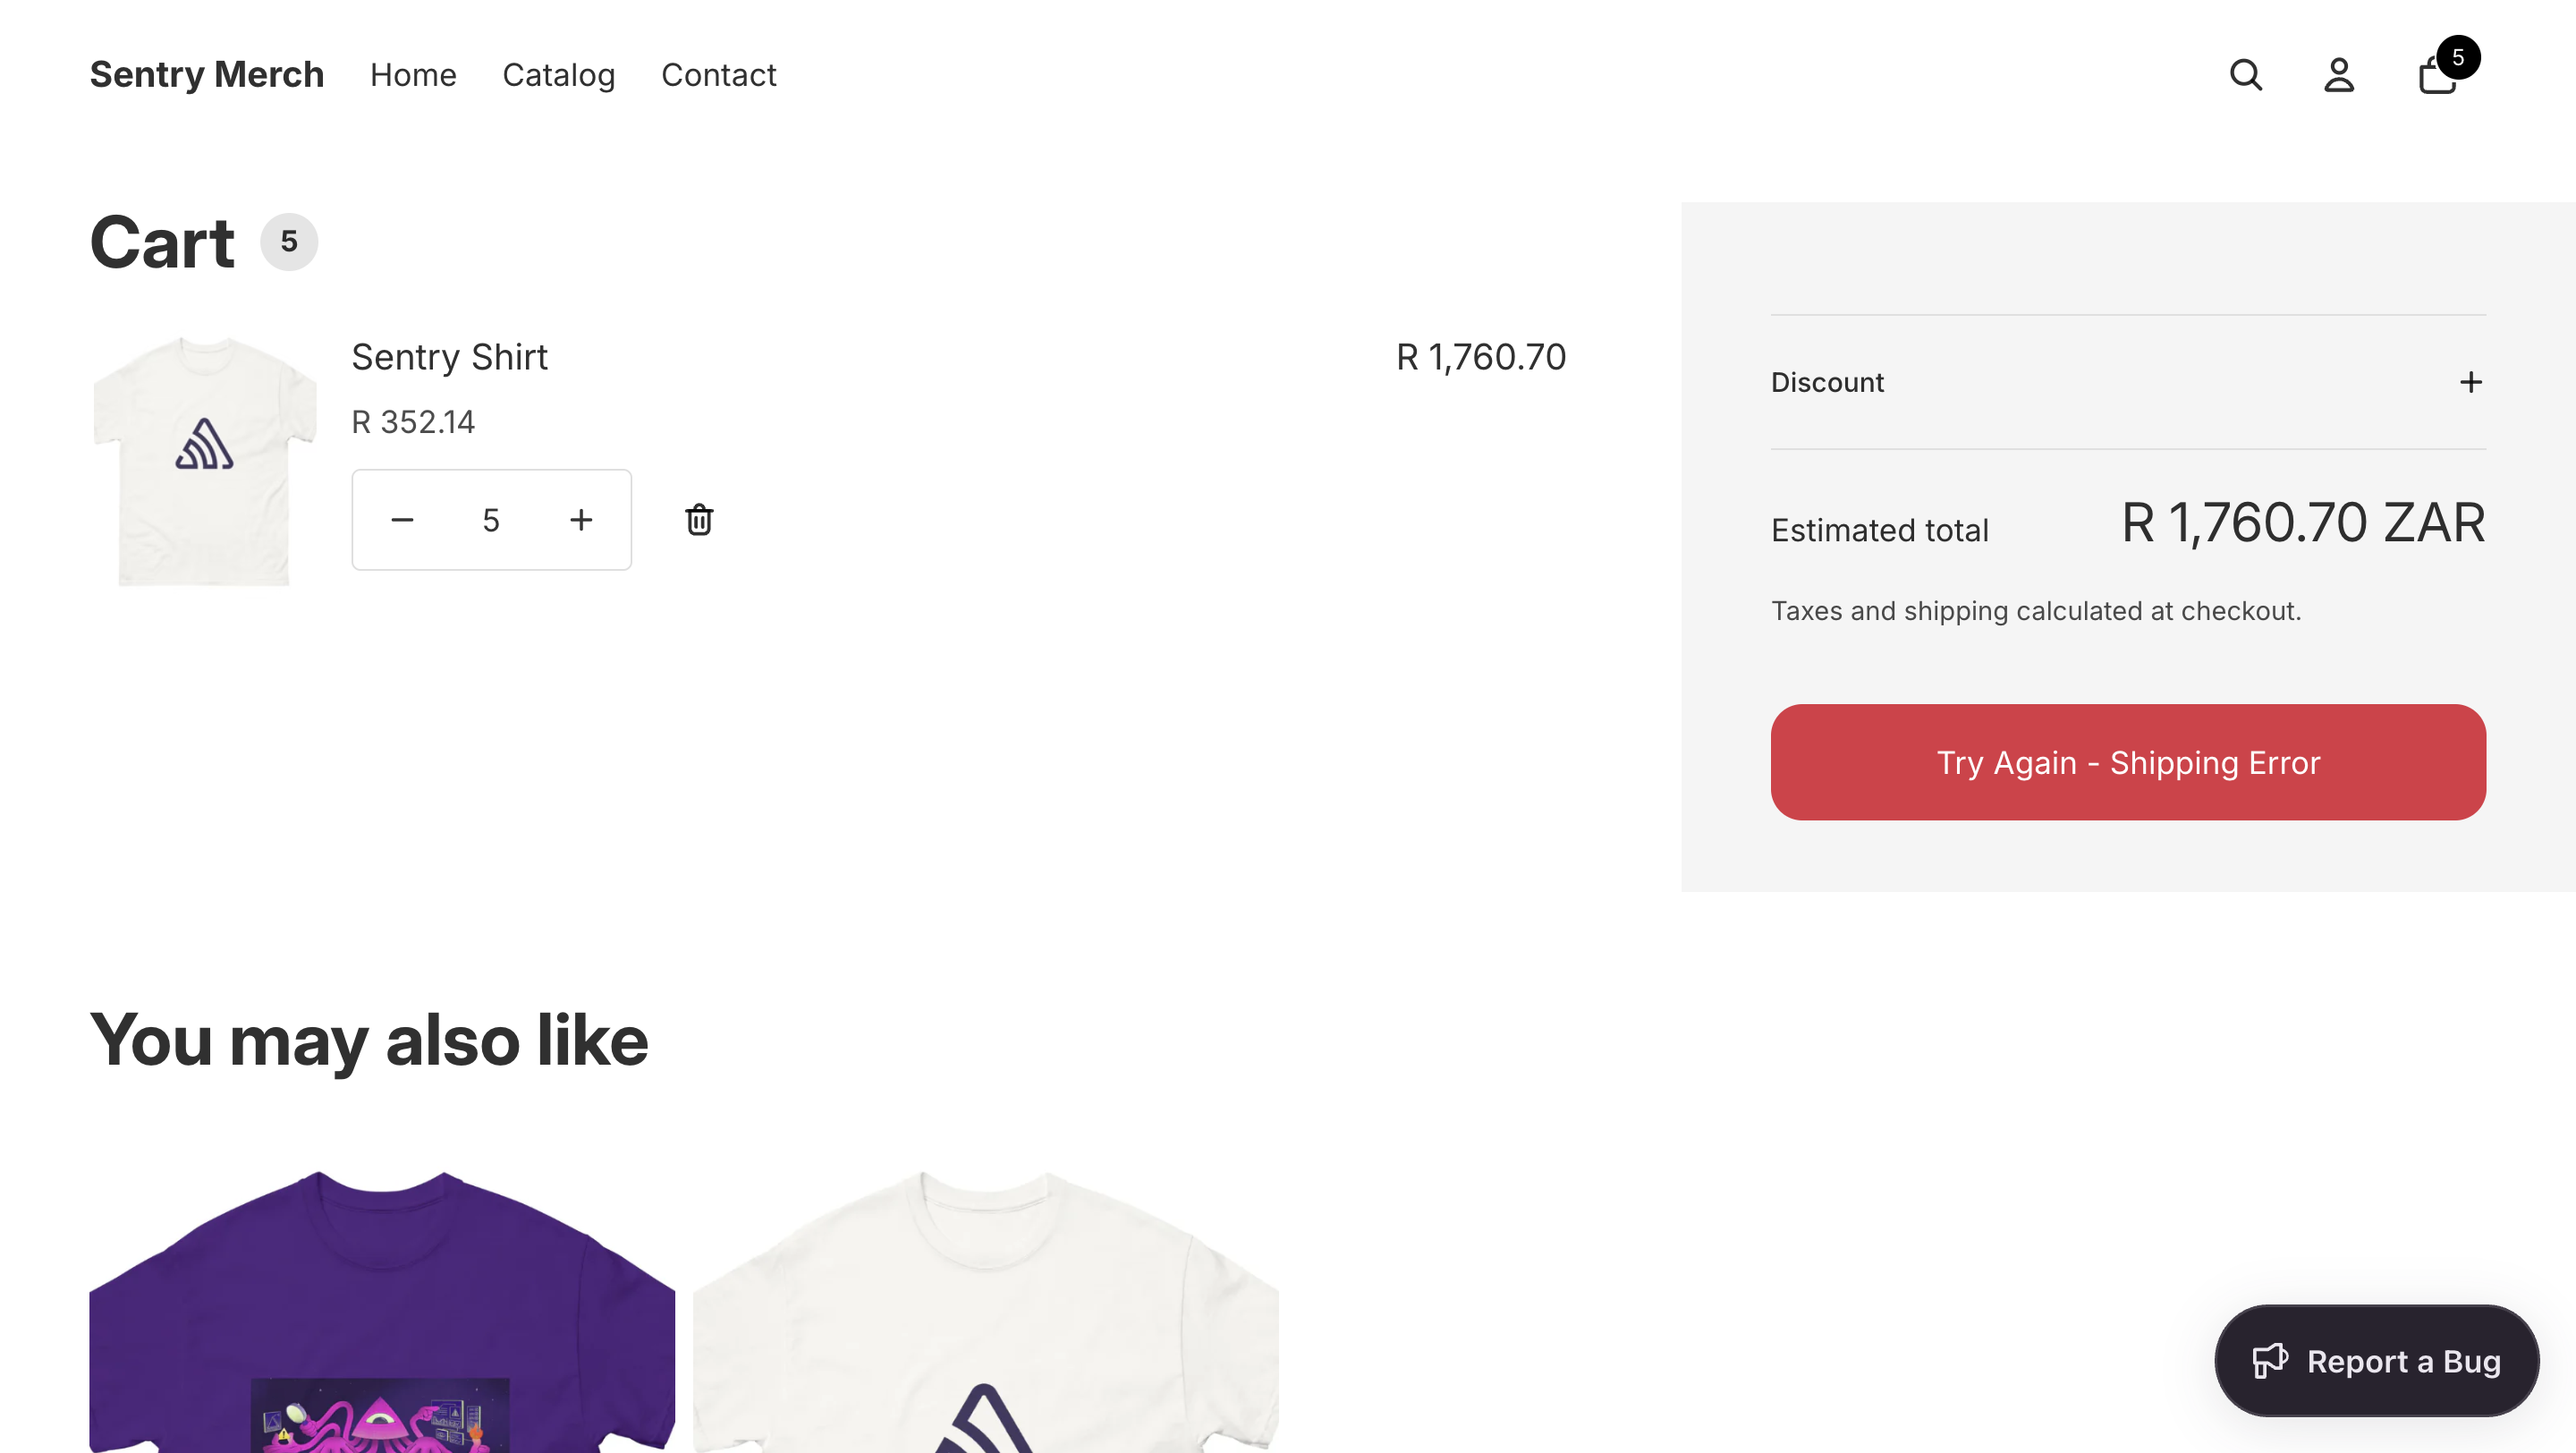 Sentry Merch Home Catalog Contact 5
Cart 5
Sentry Shirt R 1,760.70
R 352.14
5
Discount
Estimated total R 1,760.70 ZAR
Taxes and shipping calculated at checkout.
Try Again - Shipping Error
You may also like
Report a Bug